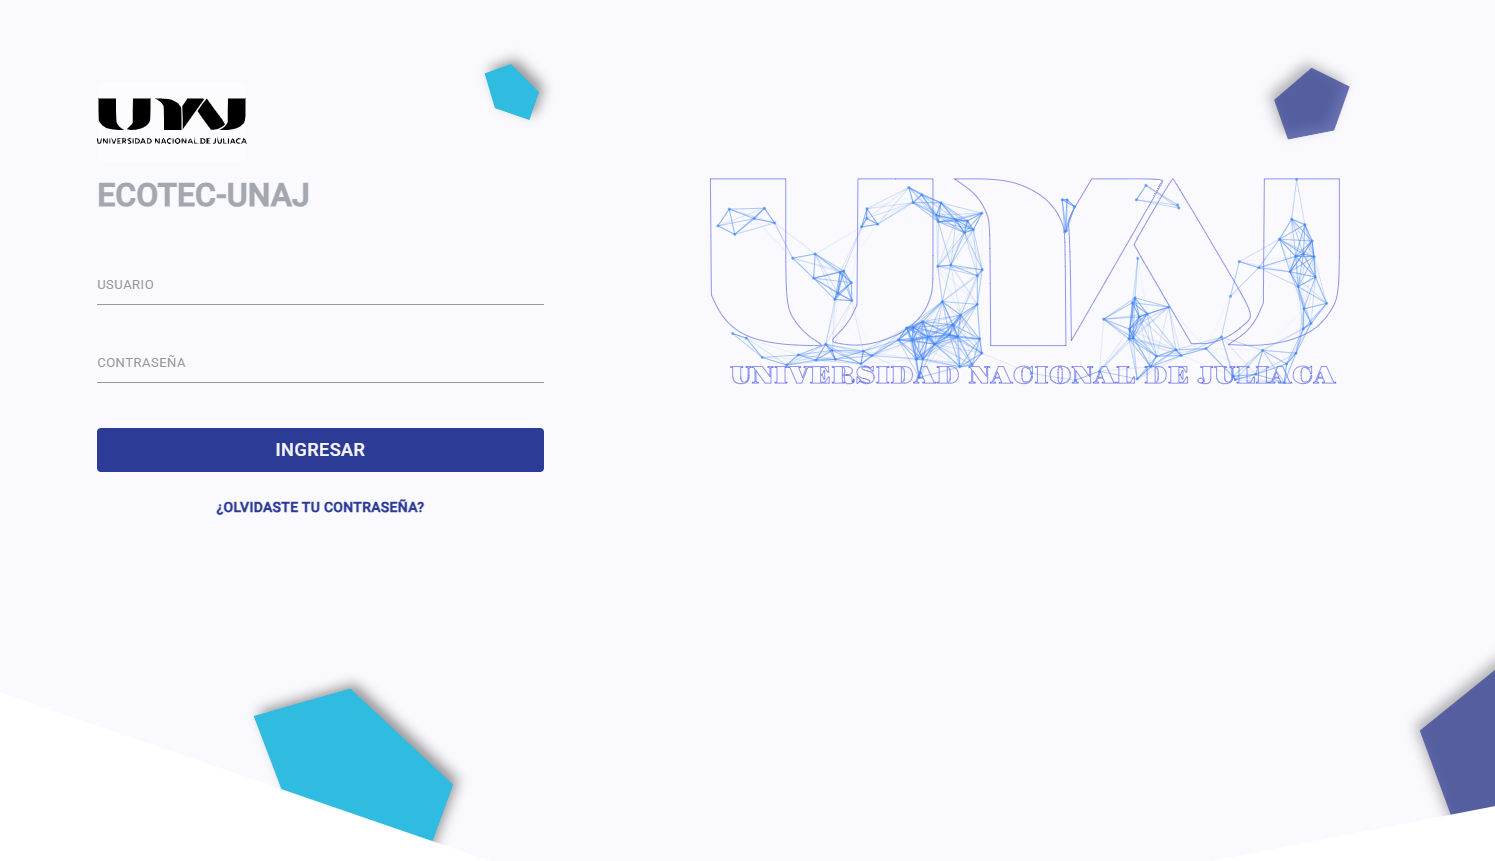 UNAJ
UNIVERSIDAD NACIONAL DE JULIACA
ECOTEC-UNAJ
USUARIO
CONTRASEÑA
INGRESAR
¿OLVIDASTE TU CONTRASEÑA?
UNAJ
UNIVERSIDAD NACIONAL DE JULIACA